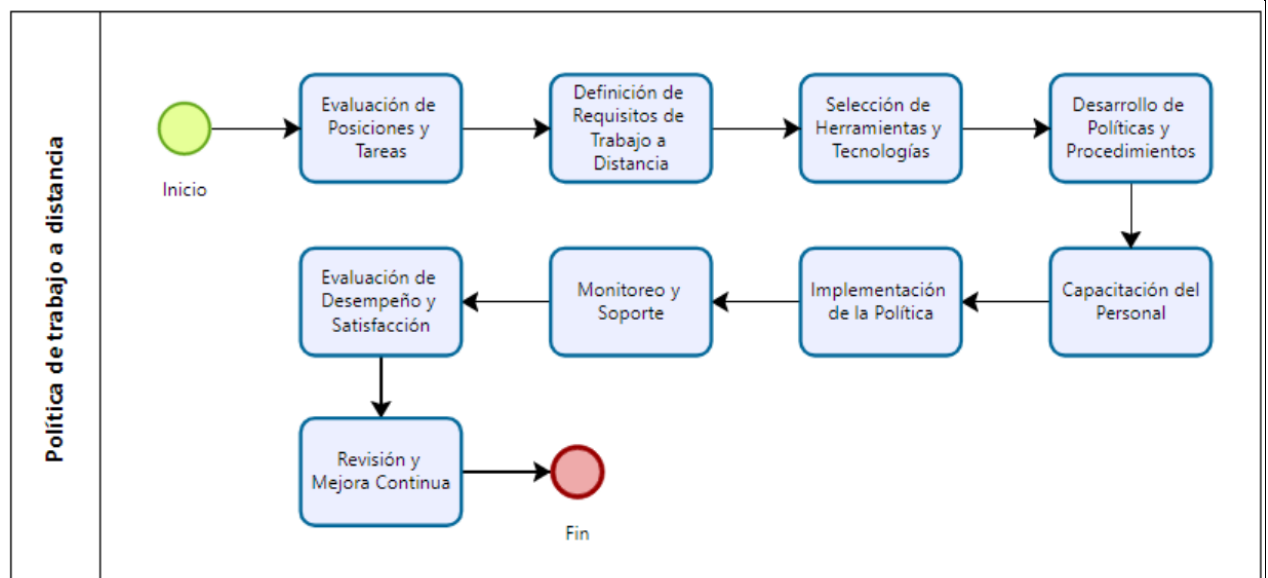 Política de trabajo a distancia
Inicio
Evaluación de
Posiciones y
Tareas
Definición de
Requisitos de
Trabajo a
Distancia
Selección de
Herramientas y
Tecnologías
Desarrollo de
Políticas y
Procedimientos
Capacitación del
Personal
Implementación
de la Política
Monitoreo y
Soporte
Evaluación de
Desempeño y
Satisfacción
Revisión y
Mejora Continua
Fin